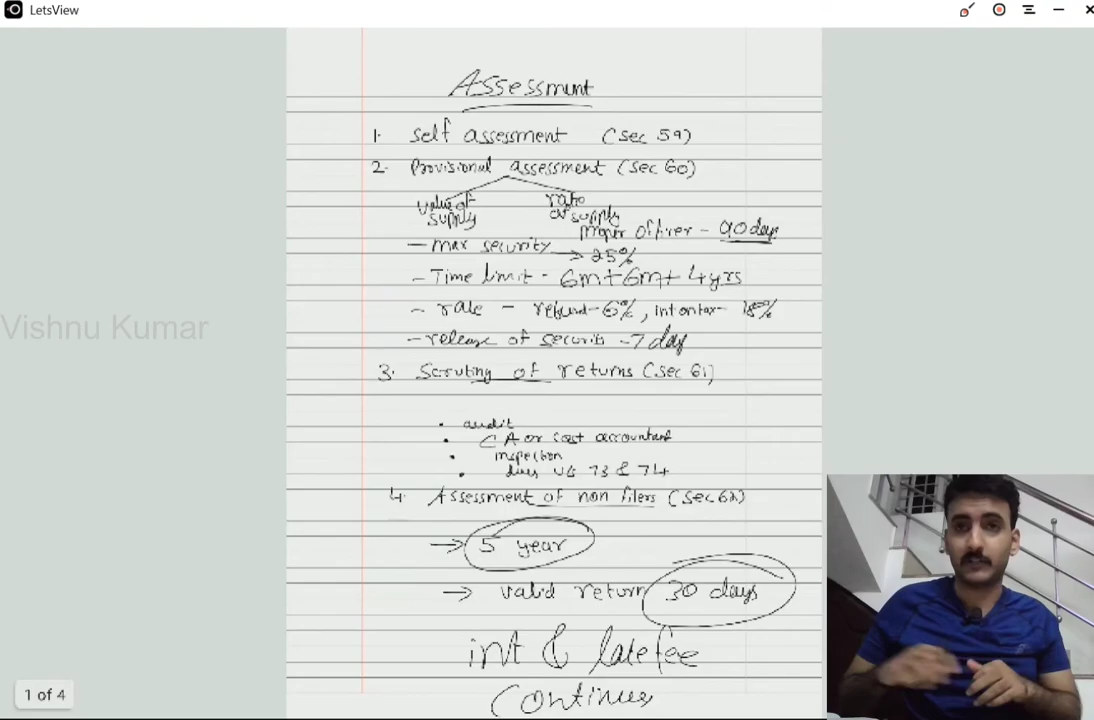 LetsView
Assessment
1. self assessment (sec 59)
2. Provisional assessment (sec 60)
value of supply
rate of supply
proper officer - 90 days
- max security → 25%
- Time limit - 6m+6m+ 4yrs
- rate - refund-6%, int on tax- 18%
- release of securits -7 day
3. Scrutiny of returns (sec 61)
Vishnu Kumar
• audit
• CA or cost accountant
• inspection
• dues u/s 73 & 74
4. Assessment of non filers (sec 62)
→ 5 year
→ valid return 30 days
int & late fee
continues
1 of 4